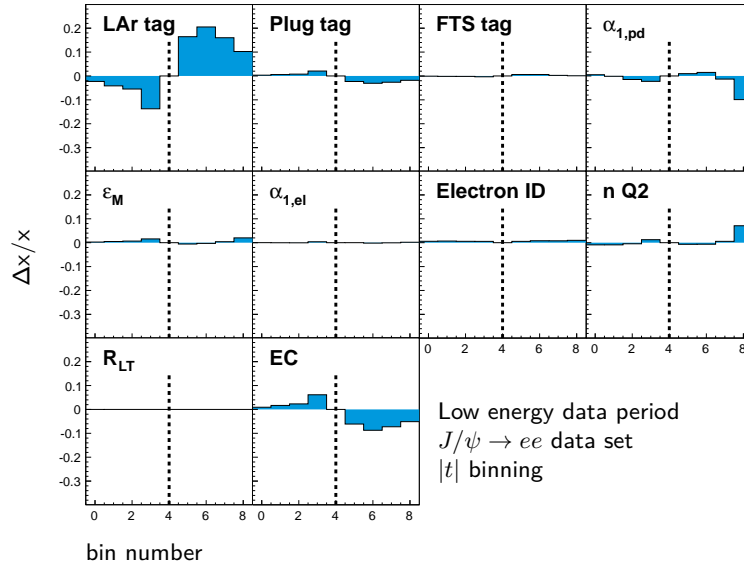 LAr tag Plug tag FTS tag α1,pd
0.2
0.1
0
-0.1
-0.2
-0.3
εM α1,el Electron ID n Q2
0.2
0.1
0
-0.1
-0.2
-0.3
Δx/x
0 2 4 6 8 0 2 4 6 8
RLT EC
0.2
0.1
0
-0.1
-0.2
-0.3
Low energy data period
J/ψ → ee data set
|t| binning
0 2 4 6 8 0 2 4 6 8
bin number